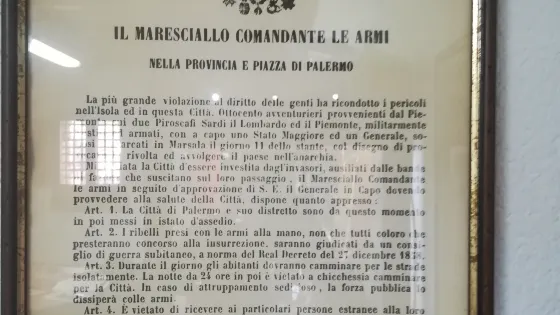 IL MARESCIALLO COMANDANTE LE ARMI
NELLA PROVINCIA E PIAZZA DI PALERMO
La più grande violazione al diritto delle genti ha ricondotto i pericoli
nell'Isola ed in questa Città. Ottocento avventurieri provvenienti dal Pie-
monte sui due Piroscafi Sardi il Lombardo ed il Piemonte, militarmente
ed armati, con a capo uno Stato Maggiore ed un Generale, so-
in Marsala il giorno 11 dello stante, col disegno di pro-
rivolta ed avvolgere il paese nell'anarchia.
la Città d'essere investita dagl'invasori, ausiliati dalle bande
che suscitano sul loro passaggio, il Maresciallo Comandante
le armi in seguito d'approvazione di S. E. il Generale in Capo dovendo
provvedere alla salute della Città, dispone quanto appresso:
Art. 1. La Città di Palermo e suo distretto sono da questo momento
in poi messi in istato d'assedio.
Art. 2. I ribelli presi con le armi alla mano, non che tutti coloro che
presteranno concorso alla insurrezione, saranno giudicati da un consi-
glio di guerra subitaneo, a norma del Real Decreto del 27 dicembre
Art. 3. Durante il giorno gli abitanti dovranno camminare per le strade
isolatamente. La notte da 24 ore in poi è vietato a chicchessia camminare
per la Città. In caso di attruppamento sedizioso, la forza pubblica lo
dissiperà colle armi.
Art. 4. È vietato di ricevere ai particolari persone estranee alla loro